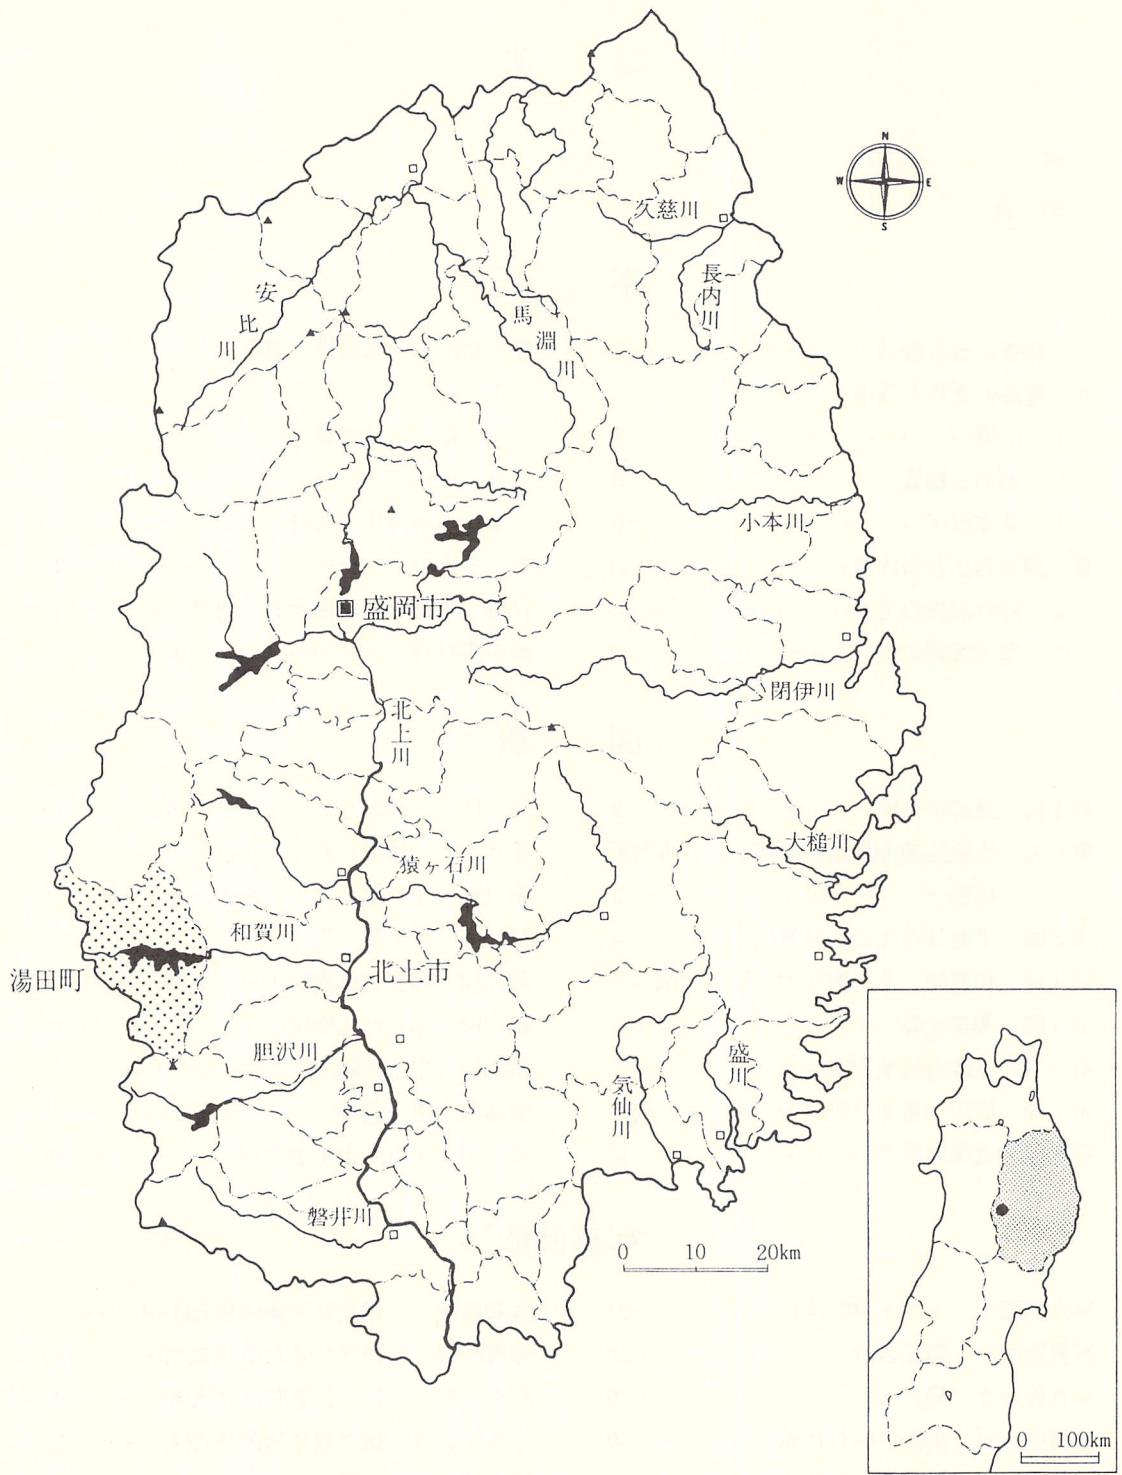 N
W
E
S
久慈川
長内川
安比川
馬淵川
小本川
盛岡市
閉伊川
北上川
大槌川
猿ヶ石川
和賀川
湯田町
北上市
胆沢川
盛川
気仙川
磐井川
0 10 20km
0 100km